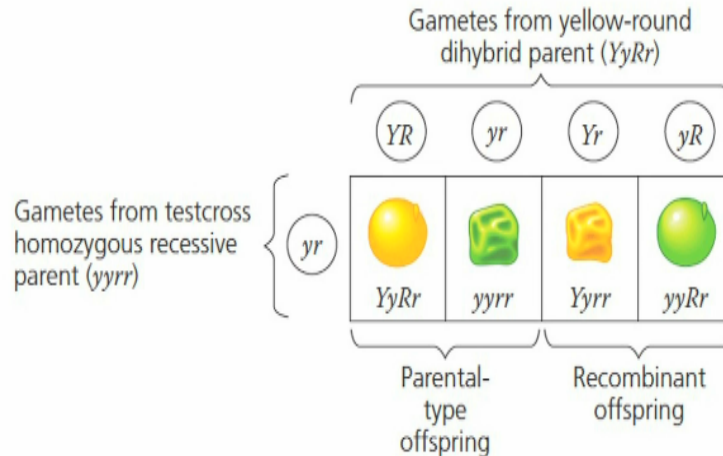 Gametes from yellow-round
dihybrid parent (YyRr)
YR yr Yr yR
Gametes from testcross
homozygous recessive
parent (yyrr)
yr
YyRr yyrr Yyrr yyRr
Parental-
type
offspring
Recombinant
offspring